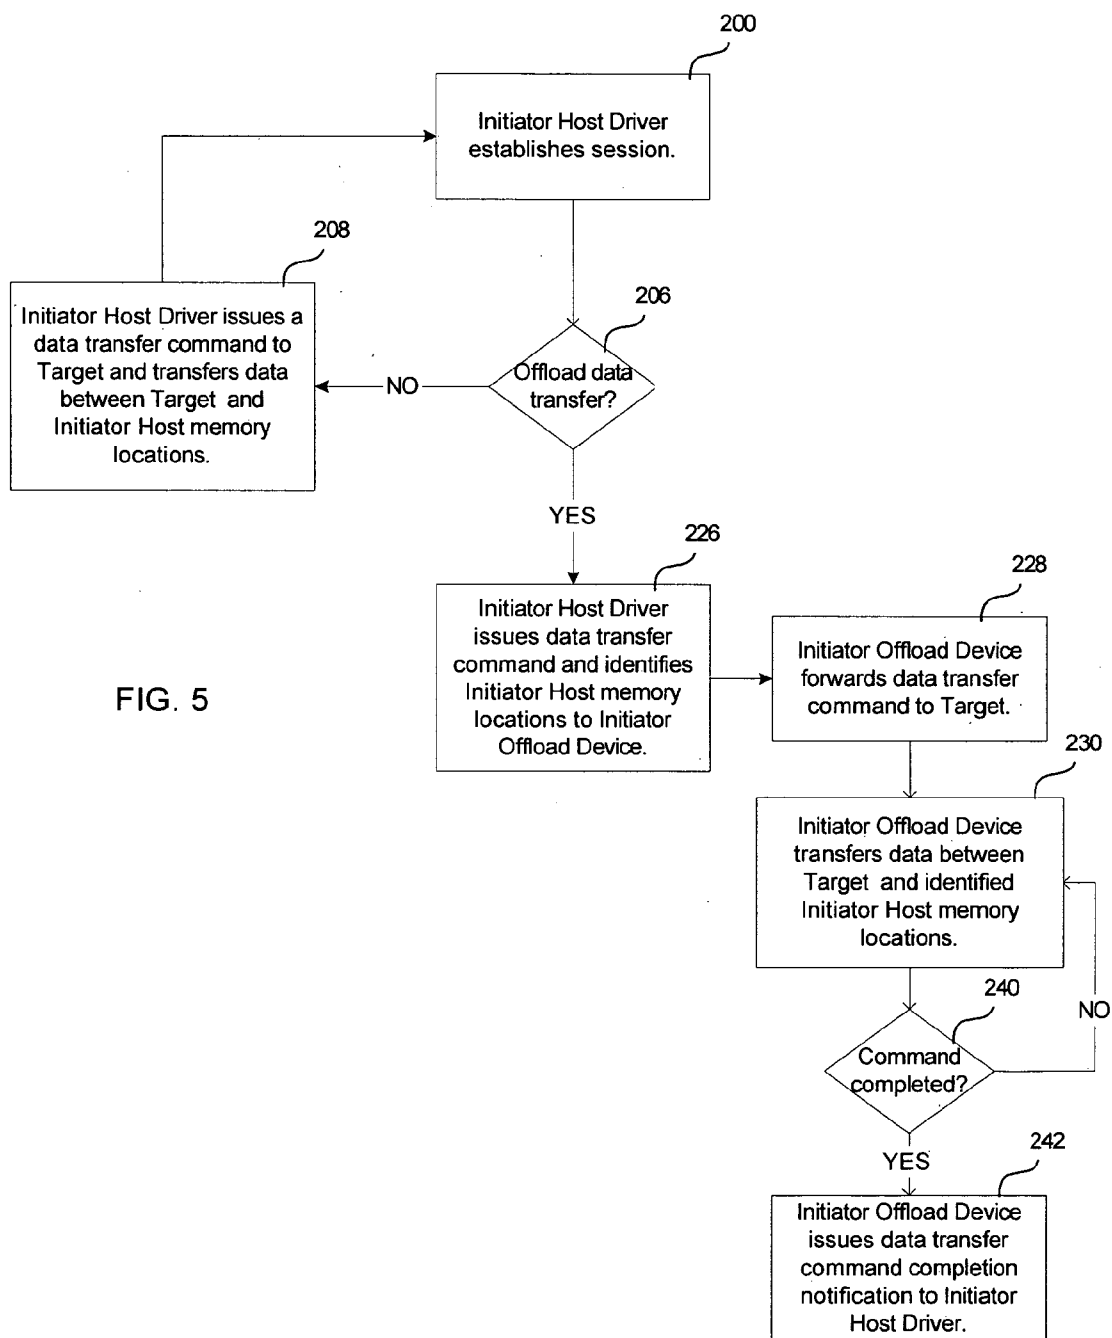 200
Initiator Host Driver
establishes session.
208
Initiator Host Driver issues a
data transfer command to
Target and transfers data
between Target and
Initiator Host memory
locations.
206
Offload data
transfer?
NO
YES
226
Initiator Host Driver
issues data transfer
command and identifies
Initiator Host memory
locations to Initiator
Offload Device.
228
Initiator Offload Device
forwards data transfer
command to Target.
FIG. 5
230
Initiator Offload Device
transfers data between
Target and identified
Initiator Host memory
locations.
240
NO
Command
completed?
YES
242
Initiator Offload Device
issues data transfer
command completion
notification to Initiator
Host Driver.